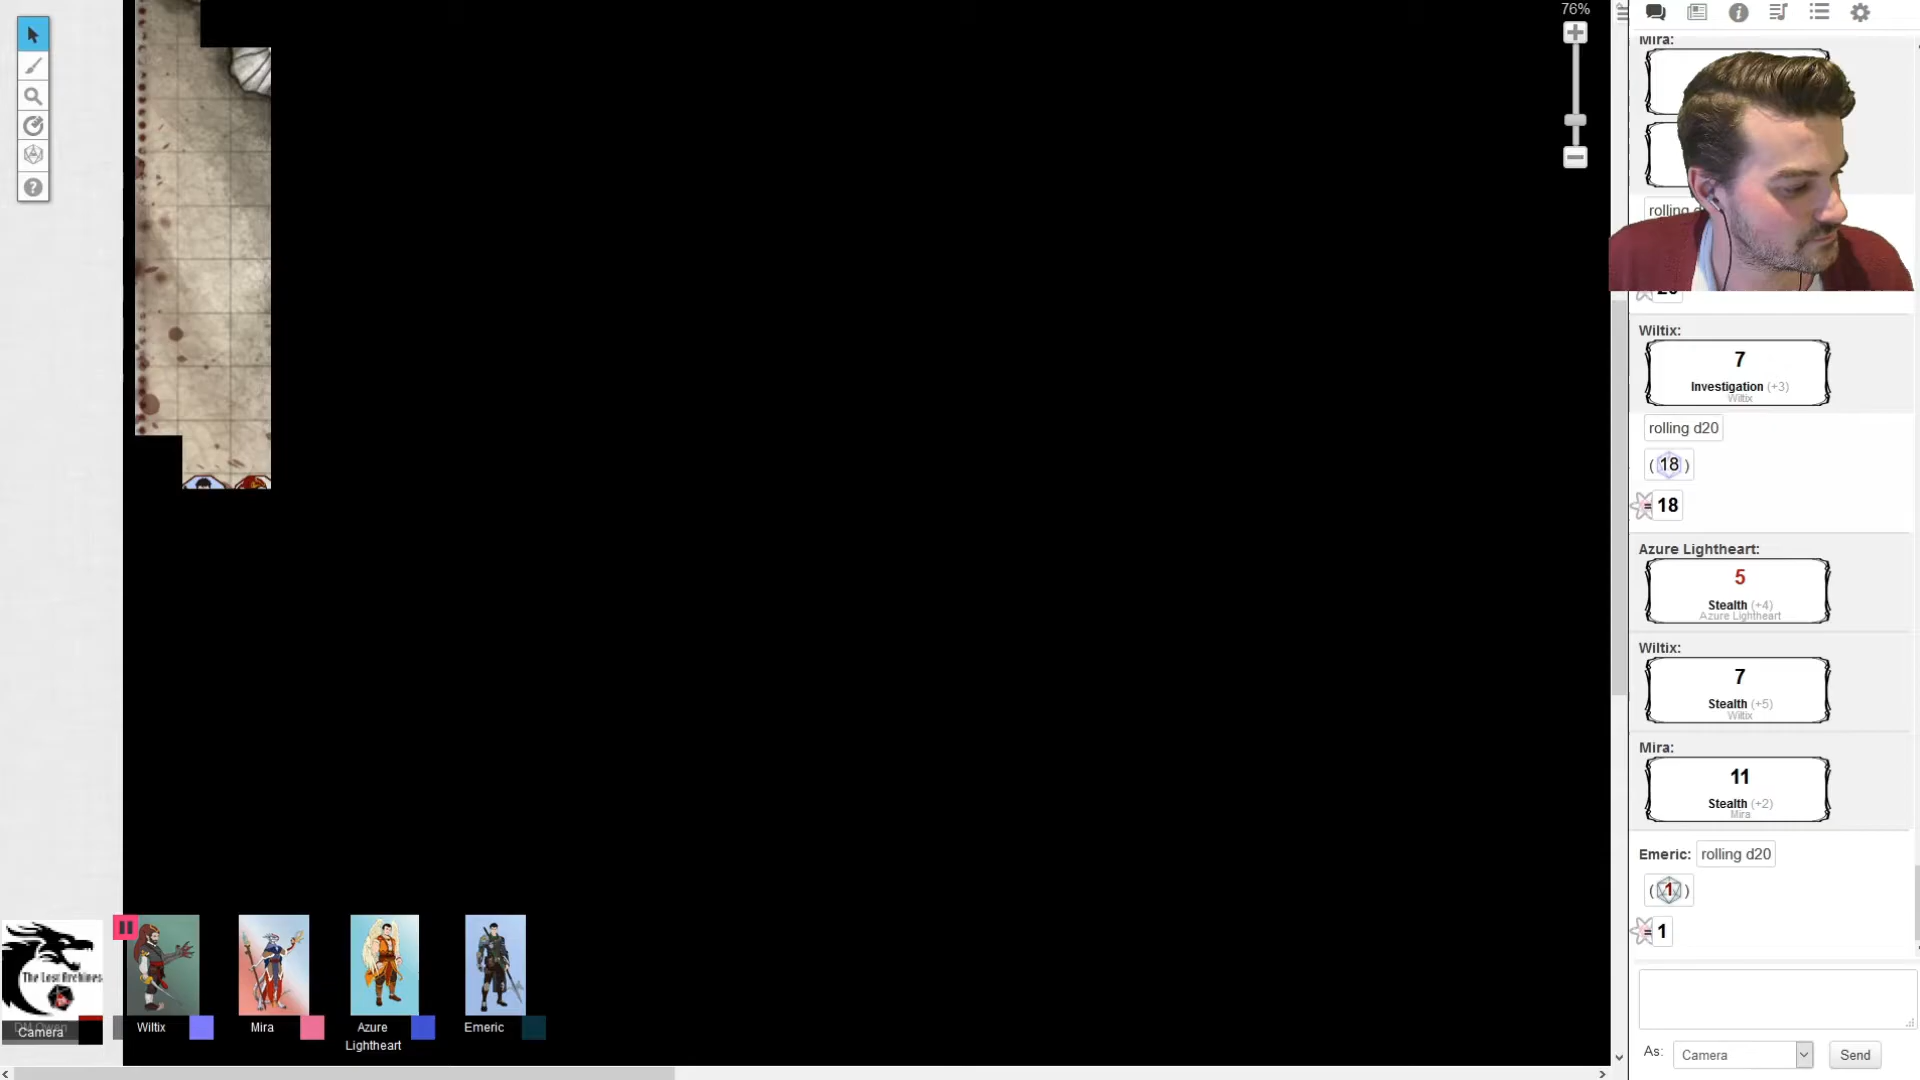 76%
Mira:
rolling
Wiltix:
7
Investigation (+3)
Wiltix
rolling d20
(18)
=18
Azure Lightheart:
5
Stealth (+4)
Azure Lightheart
Wiltix:
7
Stealth (+5)
Wiltix
Mira:
11
Stealth (+2)
Mira
Emeric: rolling d20
(1)
=1
The Lost Archives
Camera
Wiltix
Mira
Azure
Lightheart
Emeric
As: Camera Send